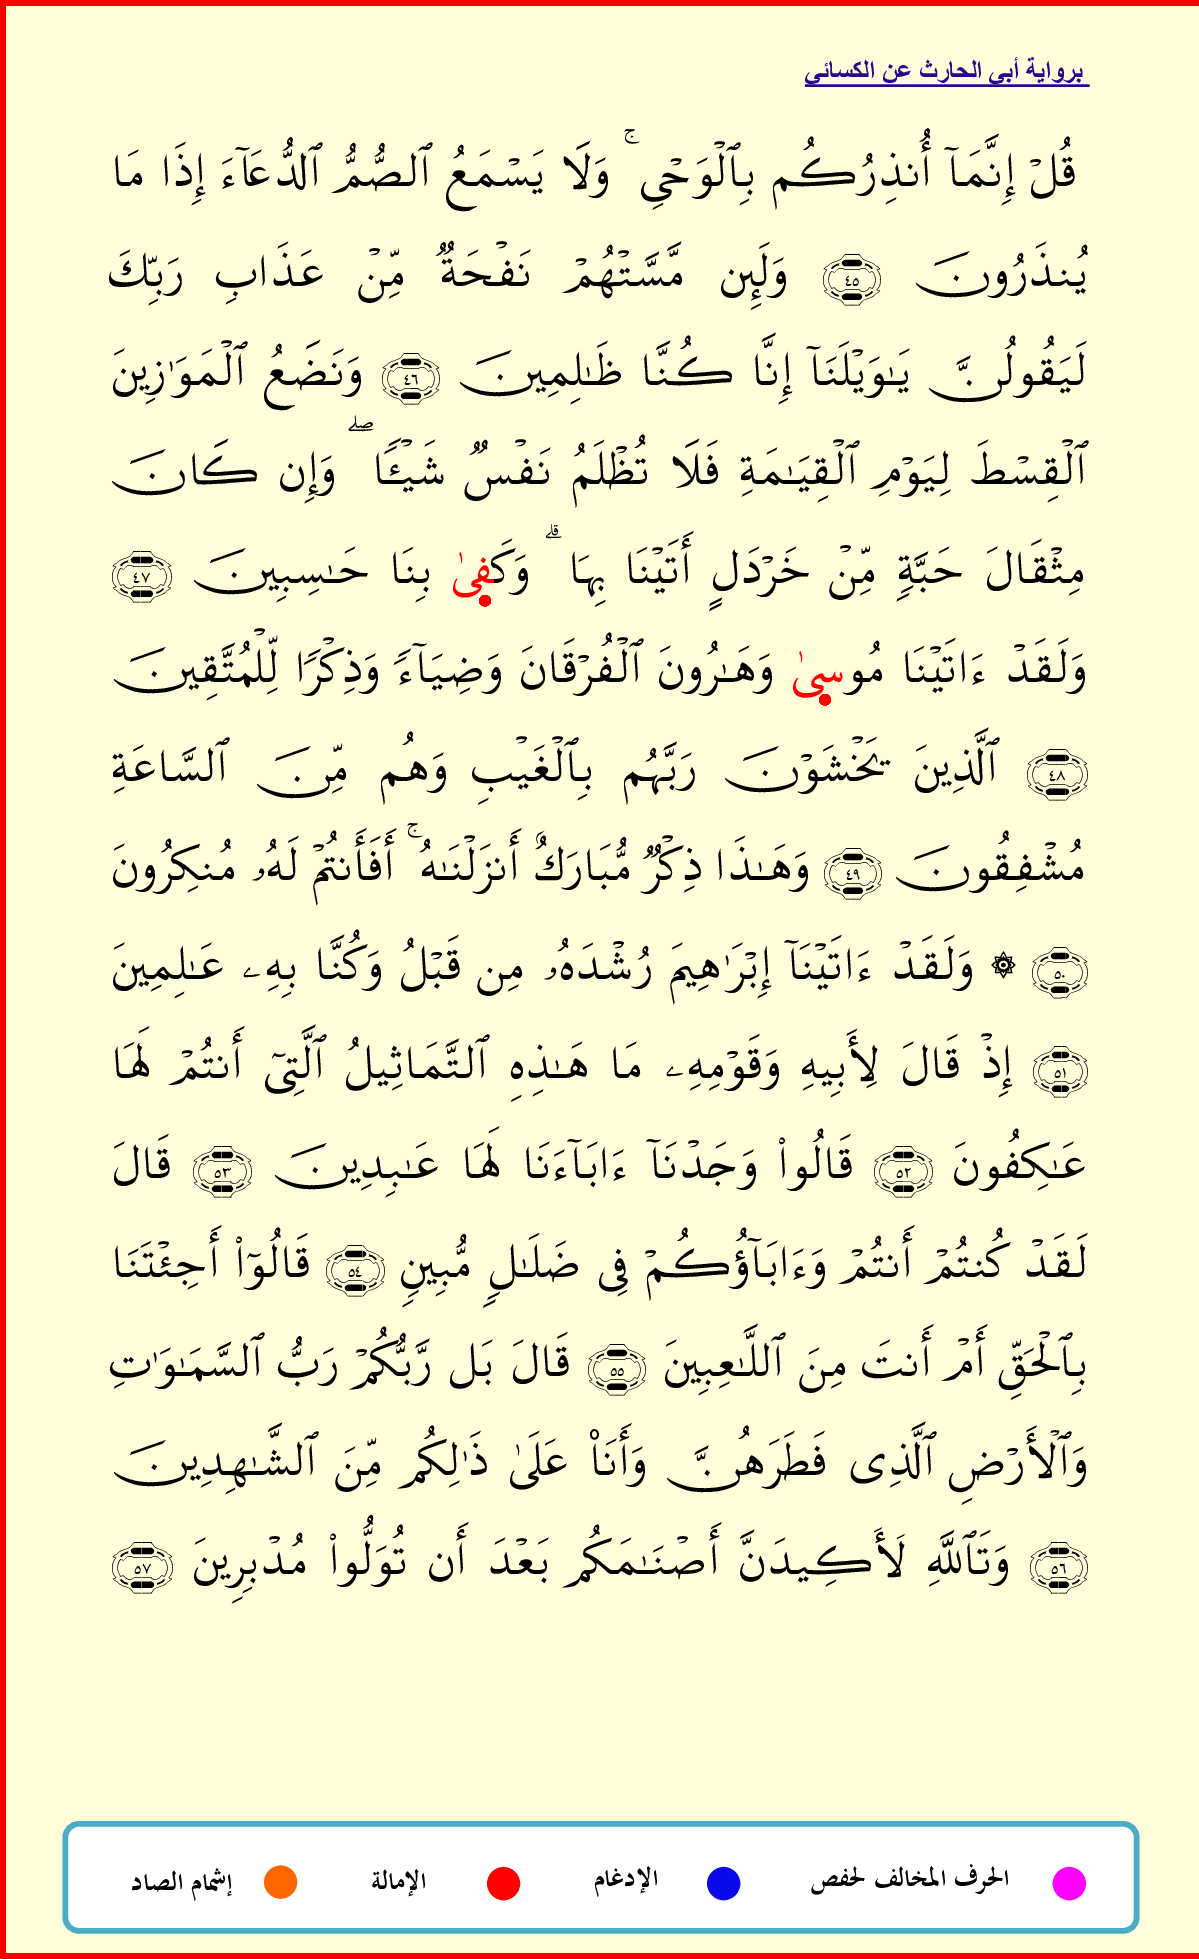 برواية أبي الحارث عن الكسائي
قُلۡ إِنَّمَآ أُنذِرُكُم بِٱلۡوَحۡيِۚ وَلَا يَسۡمَعُ ٱلصُّمُّ ٱلدُّعَآءَ إِذَا مَا
يُنذَرُونَ ٤٥ وَلَئِن مَّسَّتۡهُمۡ نَفۡحَةٞ مِّنۡ عَذَابِ رَبِّكَ
لَيَقُولُنَّ يَٰوَيۡلَنَآ إِنَّا كُنَّا ظَٰلِمِينَ ٤٦ وَنَضَعُ ٱلۡمَوَٰزِينَ
ٱلۡقِسۡطَ لِيَوۡمِ ٱلۡقِيَٰمَةِ فَلَا تُظۡلَمُ نَفۡسٞ شَيۡـٔٗاۖ وَإِن كَانَ
مِثۡقَالَ حَبَّةٖ مِّنۡ خَرۡدَلٍ أَتَيۡنَا بِهَاۗ وَكَفىٰ بِنَا حَٰسِبِينَ ٤٧
وَلَقَدۡ ءَاتَيۡنَا مُوسىٰ وَهَٰرُونَ ٱلۡفُرۡقَانَ وَضِيَآءٗ وَذِكۡرٗا لِّلۡمُتَّقِينَ
٤٨ ٱلَّذِينَ يَخۡشَوۡنَ رَبَّهُم بِٱلۡغَيۡبِ وَهُم مِّنَ ٱلسَّاعَةِ
مُشۡفِقُونَ ٤٩ وَهَٰذَا ذِكۡرٞ مُّبَارَكٌ أَنزَلۡنَٰهُۚ أَفَأَنتُمۡ لَهُۥ مُنكِرُونَ
٥٠ ۞ وَلَقَدۡ ءَاتَيۡنَآ إِبۡرَٰهِيمَ رُشۡدَهُۥ مِن قَبۡلُ وَكُنَّا بِهِۦ عَٰلِمِينَ
٥١ إِذۡ قَالَ لِأَبِيهِ وَقَوۡمِهِۦ مَا هَٰذِهِ ٱلتَّمَاثِيلُ ٱلَّتِيٓ أَنتُمۡ لَهَا
عَٰكِفُونَ ٥٢ قَالُواْ وَجَدۡنَآ ءَابَآءَنَا لَهَا عَٰبِدِينَ ٥٣ قَالَ
لَقَدۡ كُنتُمۡ أَنتُمۡ وَءَابَآؤُكُمۡ فِي ضَلَٰلٖ مُّبِينٖ ٥٤ قَالُوٓاْ أَجِئۡتَنَا
بِٱلۡحَقِّ أَمۡ أَنتَ مِنَ ٱللَّٰعِبِينَ ٥٥ قَالَ بَل رَّبُّكُمۡ رَبُّ ٱلسَّمَٰوَٰتِ
وَٱلۡأَرۡضِ ٱلَّذِي فَطَرَهُنَّ وَأَنَا۠ عَلَىٰ ذَٰلِكُم مِّنَ ٱلشَّٰهِدِينَ
٥٦ وَتَٱللَّهِ لَأَكِيدَنَّ أَصۡنَٰمَكُم بَعۡدَ أَن تُوَلُّواْ مُدۡبِرِينَ ٥٧
الحرف المخالف لحفص الإدغام الإمالة إشمام الصاد